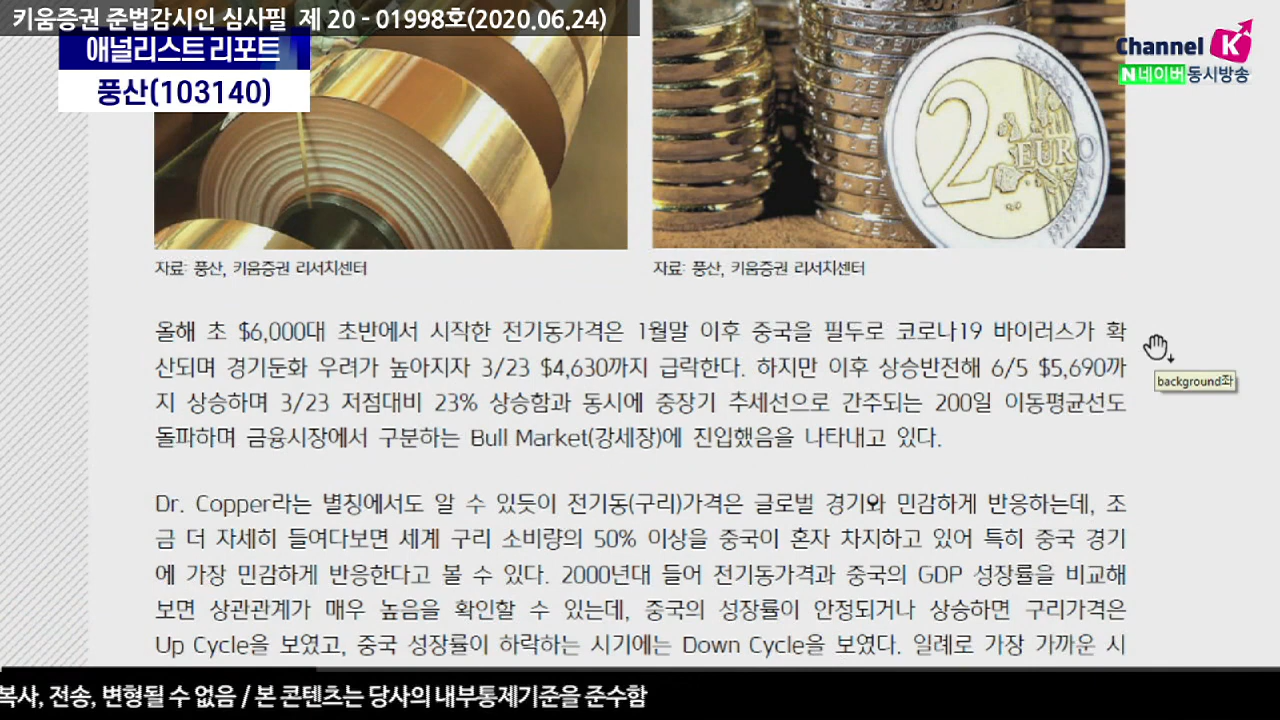 키움증권 준법감시인 심사필 제 20 - 01998호(2020.06.24)
애널리스트 리포트
풍산(103140)
Channel K
N 네이버 동시방송
2 EURO
자료: 풍산, 키움증권 리서치센터
자료: 풍산, 키움증권 리서치센터
올해 초 $6,000대 초반에서 시작한 전기동가격은 1월말 이후 중국을 필두로 코로나19 바이러스가 확
산되며 경기둔화 우려가 높아지자 3/23 $4,630까지 급락한다. 하지만 이후 상승반전해 6/5 $5,690까
지 상승하며 3/23 저점대비 23% 상승함과 동시에 중장기 추세선으로 간주되는 200일 이동평균선도
돌파하며 금융시장에서 구분하는 Bull Market(강세장)에 진입했음을 나타내고 있다.
background좌
Dr. Copper라는 별칭에서도 알 수 있듯이 전기동(구리)가격은 글로벌 경기와 민감하게 반응하는데, 조
금 더 자세히 들여다보면 세계 구리 소비량의 50% 이상을 중국이 혼자 차지하고 있어 특히 중국 경기
에 가장 민감하게 반응한다고 볼 수 있다. 2000년대 들어 전기동가격과 중국의 GDP 성장률을 비교해
보면 상관관계가 매우 높음을 확인할 수 있는데, 중국의 성장률이 안정되거나 상승하면 구리가격은
Up Cycle을 보였고, 중국 성장률이 하락하는 시기에는 Down Cycle을 보였다. 일례로 가장 가까운 시
복사, 전송, 변형될 수 없음 / 본 콘텐츠는 당사의 내부통제기준을 준수함